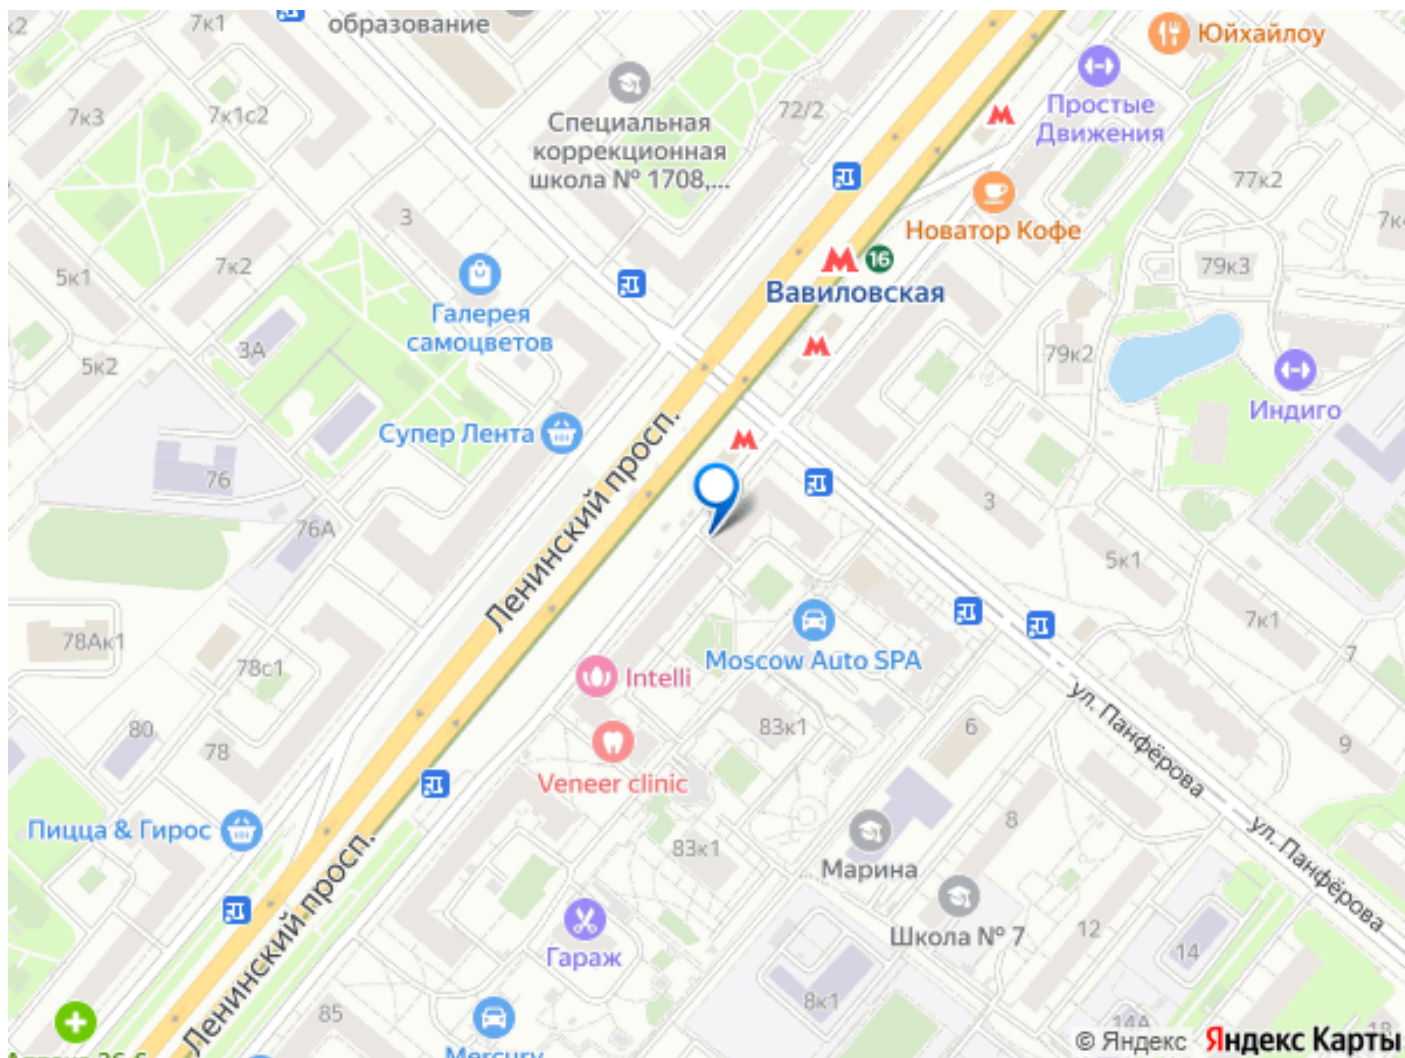 7к1
образование
Юйхайлоу
7к3
7к1с2
Специальная
коррекционная
школа № 1708,...
72/2
Простые
Движения
77к2
Новатор Кофе
3
7к2
5к1
16
Вавиловская
79к3
Галерея
самоцветов
3А
5к2
79к2
Индиго
Супер Лента
76
76А
Ленинский просп.
3
5к1
7к1
7
9
78Ак1
78с1
80
78
Intelli
Moscow Auto SPA
83к1
6
Veneer clinic
ул. Панфёрова
Пицца & Гирос
83к1
8
Марина
ул. Панфёрова
Ленинский просп.
Школа № 7
12
14
Гараж
8к1
85
14А
18
Mercury
© Яндекс Яндекс Карты